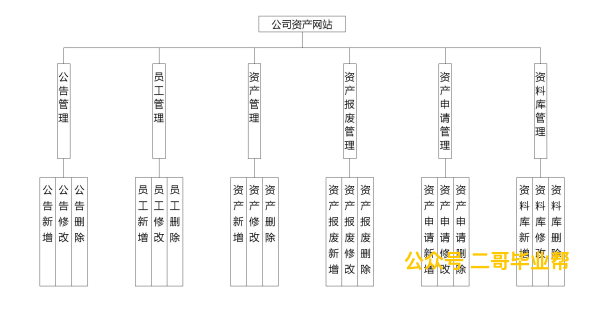 公司资产网站
公告管理
员工管理
资产管理
资产报废管理
资产申请管理
资料库管理
公告新增
公告修改
公告删除
员工新增
员工修改
员工删除
资产新增
资产修改
资产删除
资产报废新增
资产报废修改
资产报废删除
资产申请新增
资产申请修改
资产申请删除
资料库新增
资料库修改
资料库删除
公众号 二哥毕业帮